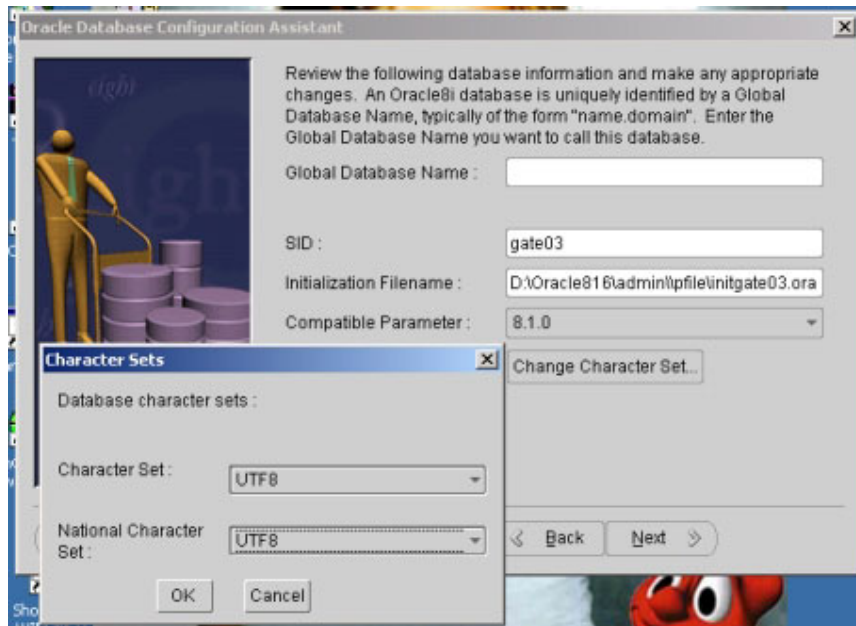 Oracle Database Configuration Assistant
Review the following database information and make any appropriate
changes. An Oracle8i database is uniquely identified by a Global
Database Name, typically of the form "name.domain". Enter the
Global Database Name you want to call this database.
Global Database Name :
SID : gate03
Initialization Filename : D:\Oracle816\admin\\pfile\initgate03.ora
Compatible Parameter : 8.1.0
Change Character Set...
Character Sets
Database character sets :
Character Set : UTF8
National Character
Set : UTF8
OK Cancel
Back Next
Sho